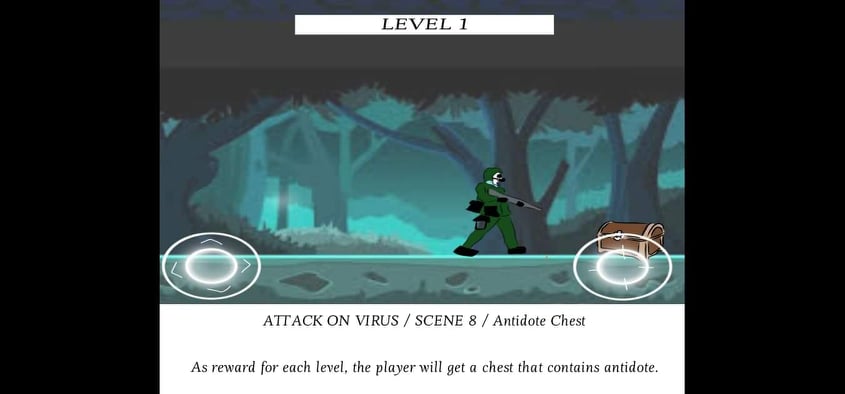 LEVEL 1
ATTACK ON VIRUS / SCENE 8 / Antidote Chest
As reward for each level, the player will get a chest that contains antidote.